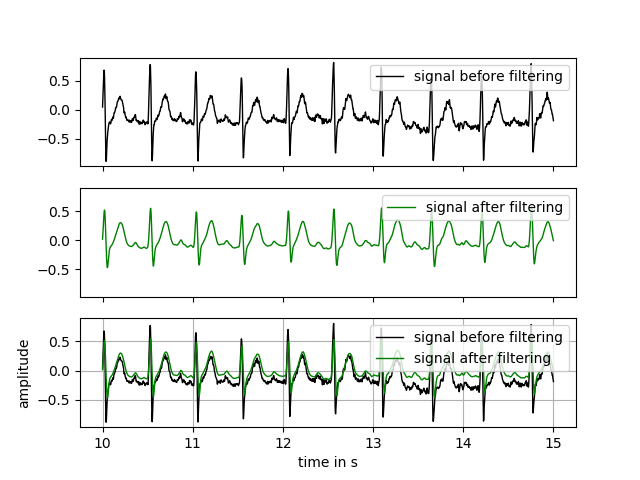 signal before filtering
0.5
0.0
−0.5
signal after filtering
0.5
0.0
−0.5
signal before filtering
signal after filtering
0.5
0.0
−0.5
amplitude
10 11 12 13 14 15
time in s